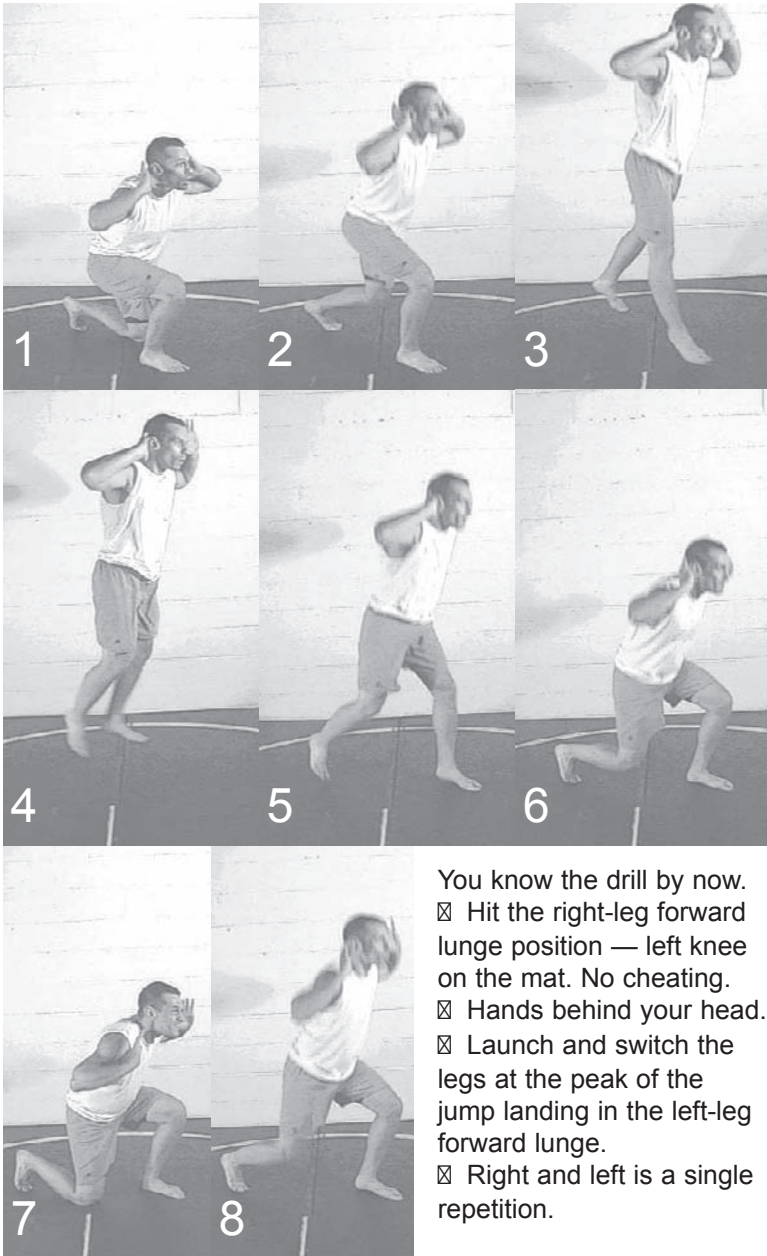 1
2
3
4
5
6
7
8
You know the drill by now.
☒ Hit the right-leg forward
lunge position — left knee
on the mat. No cheating.
☒ Hands behind your head.
☒ Launch and switch the
legs at the peak of the
jump landing in the left-leg
forward lunge.
☒ Right and left is a single
repetition.